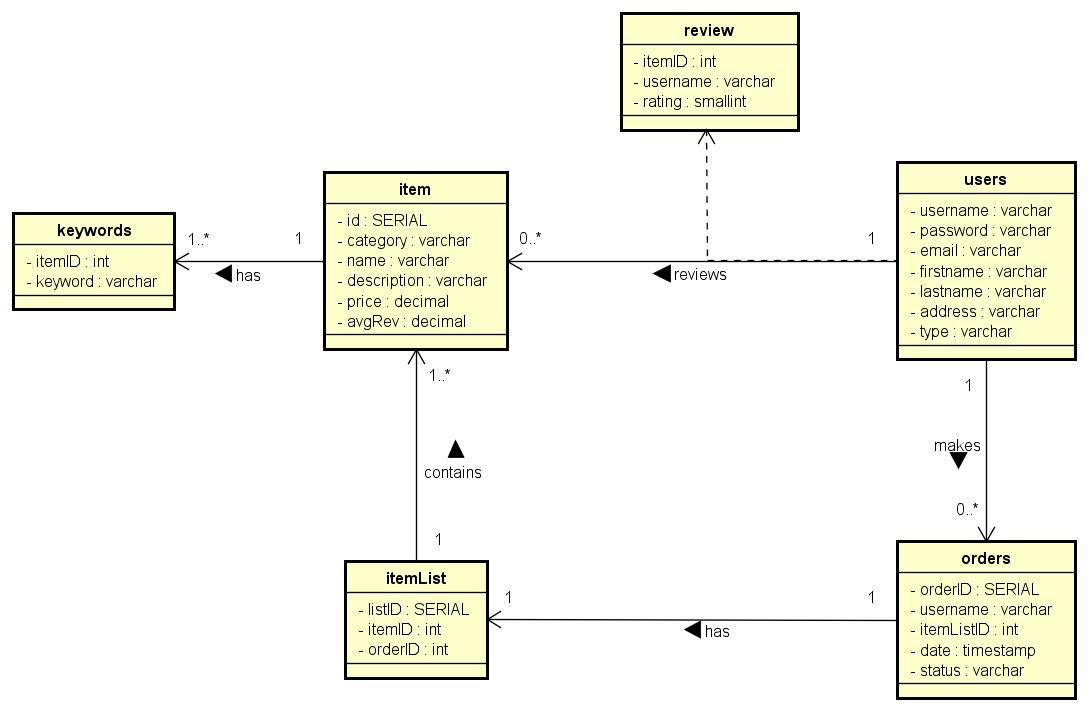 review
- itemID : int
- username : varchar
- rating : smallint
users
- username : varchar
- password : varchar
- email : varchar
- firstname : varchar
- lastname : varchar
- address : varchar
- type : varchar
item
- id : SERIAL
- category : varchar
- name : varchar
- description : varchar
- price : decimal
- avgRev : decimal
keywords
- itemID : int
- keyword : varchar
1..*
1
has
0..*
1
reviews
1..*
contains
1
1
makes
0..*
itemList
- listID : SERIAL
- itemID : int
- orderID : int
1
1
has
orders
- orderID : SERIAL
- username : varchar
- itemListID : int
- date : timestamp
- status : varchar